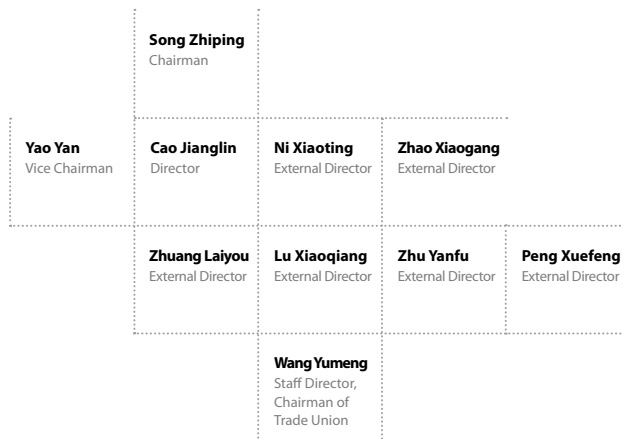 Song Zhiping
Chairman
Yao Yan
Vice Chairman
Cao Jianglin
Director
Ni Xiaoting
External Director
Zhao Xiaogang
External Director
Zhuang Laiyou
External Director
Lu Xiaoqiang
External Director
Zhu Yanfu
External Director
Peng Xuefeng
External Director
Wang Yumeng
Staff Director,
Chairman of
Trade Union